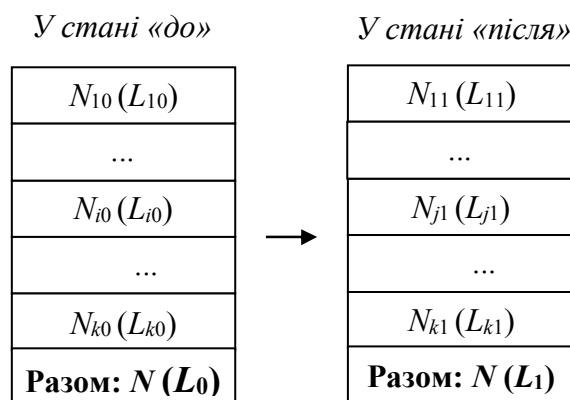 У стані «до»
У стані «після»
N10 (L10)
...
Ni0 (Li0)
...
Nk0 (Lk0)
Разом: N (L0)
N11 (L11)
...
Nj1 (Lj1)
...
Nk1 (Lk1)
Разом: N (L1)